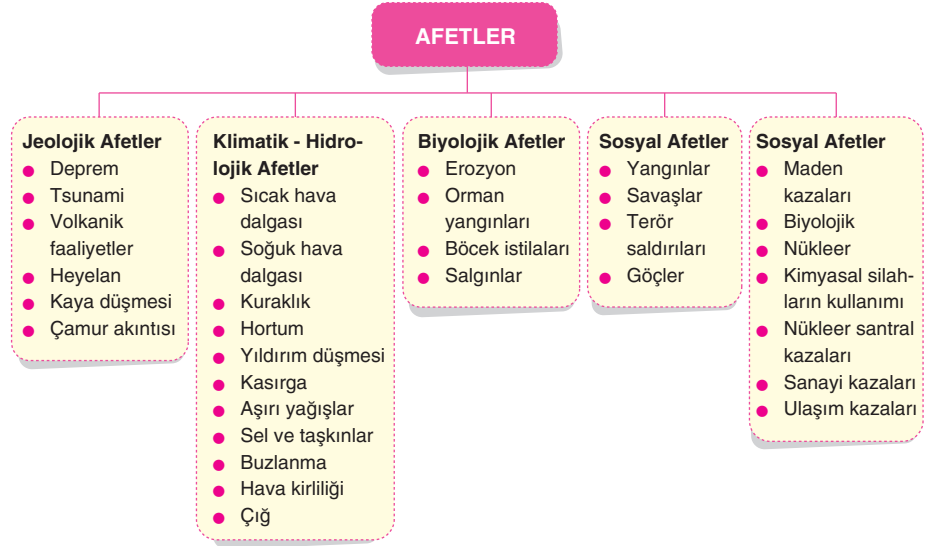 AFETLER
Jeolojik Afetler
Deprem
Tsunami
Volkanik
faaliyetler
Heyelan
Kaya düşmesi
Çamur akıntısı
Klimatik - Hidro-
lojik Afetler
Sıcak hava
dalgası
Soğuk hava
dalgası
Kuraklık
Hortum
Yıldırım düşmesi
Kasırga
Aşırı yağışlar
Sel ve taşkınlar
Buzlanma
Hava kirliliği
Çığ
Biyolojik Afetler
Erozyon
Orman
yangınları
Böcek istilaları
Salgınlar
Sosyal Afetler
Yangınlar
Savaşlar
Terör
saldırıları
Göçler
Sosyal Afetler
Maden
kazaları
Biyolojik
Nükleer
Kimyasal silah-
ların kullanımı
Nükleer santral
kazaları
Sanayi kazaları
Ulaşım kazaları